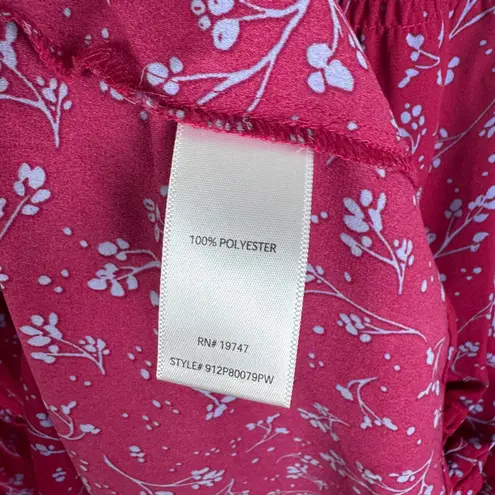 100% POLYESTER
RN# 19747
STYLE# 912P80079PW